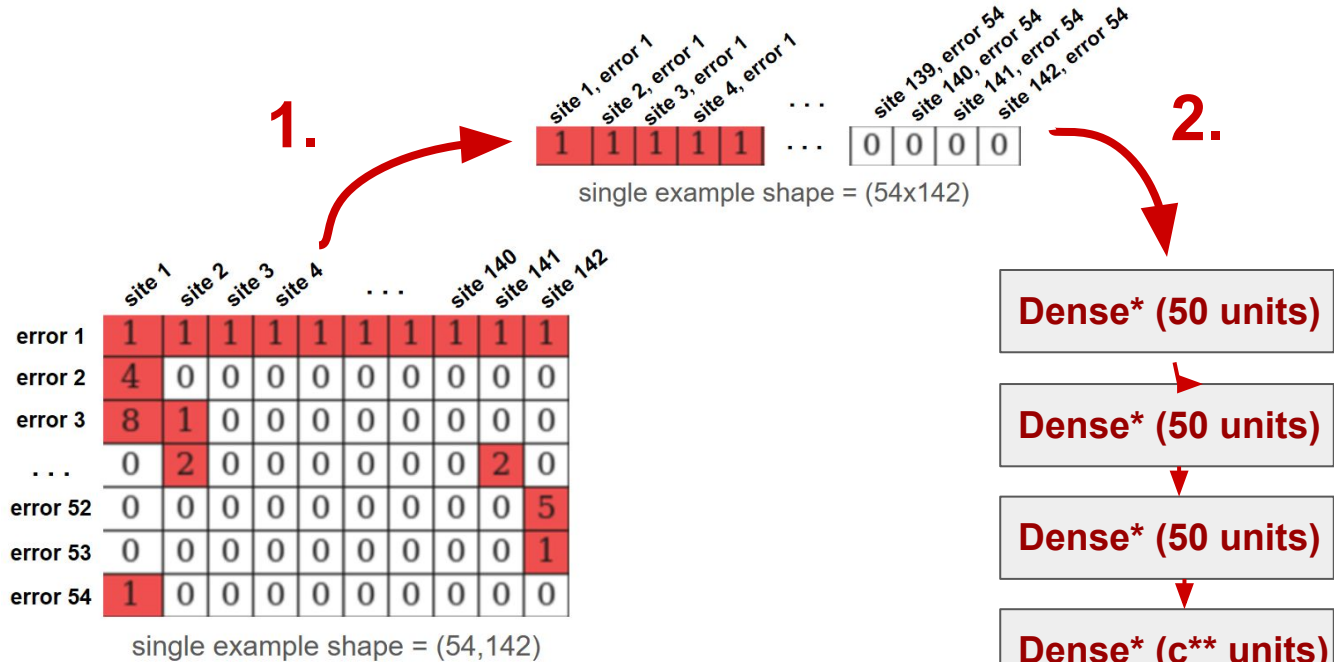 1.
site 1, error 1
site 2, error 1
site 3, error 1
site 4, error 1
. . .
site 139, error 54
site 140, error 54
site 141, error 54
site 142, error 54
1 1 1 1 1 . . . 0 0 0 0
single example shape = (54x142)
2.
site 1
site 2
site 3
site 4
. . .
site 140
site 141
site 142
error 1 1 1 1 1 1 1 1 1 1 1
error 2 4 0 0 0 0 0 0 0 0 0
error 3 8 1 0 0 0 0 0 0 0 0
. . . 0 2 0 0 0 0 0 0 2 0
error 52 0 0 0 0 0 0 0 0 0 5
error 53 0 0 0 0 0 0 0 0 0 1
error 54 1 0 0 0 0 0 0 0 0 0
single example shape = (54,142)
Dense* (50 units)
Dense* (50 units)
Dense* (50 units)
Dense* (c** units)